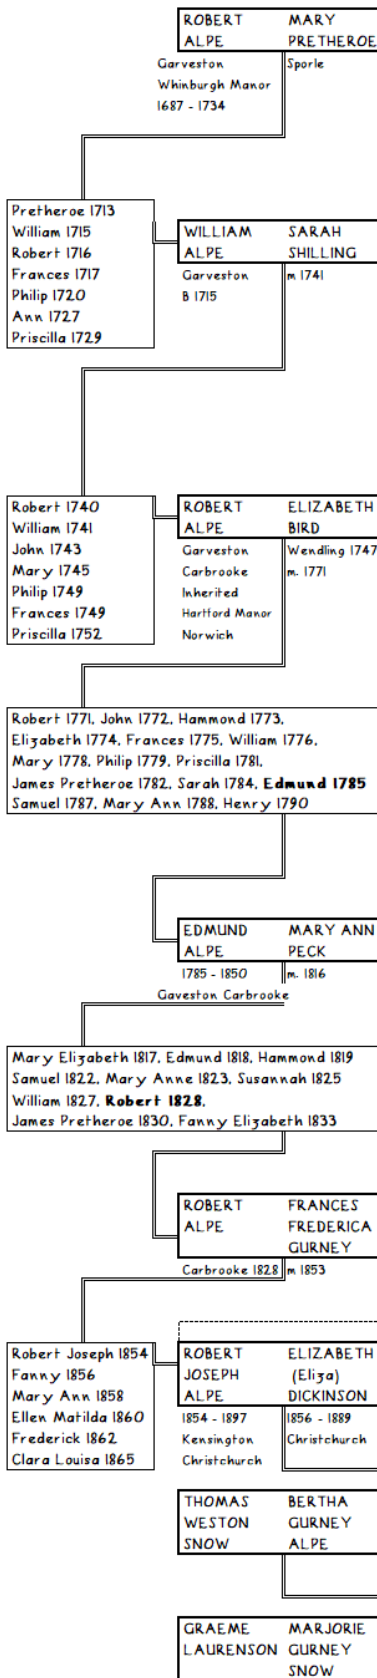 ROBERT MARY
ALPE PRETHEROE
Garveston Sporle
Whinburgh Manor
1687 - 1734
Pretheroe 1713
William 1715
Robert 1716
Frances 1717
Philip 1720
Ann 1727
Priscilla 1729
WILLIAM SARAH
ALPE SHILLING
Garveston m 1741
B 1715
Robert 1740
William 1741
John 1743
Mary 1745
Philip 1749
Frances 1749
Priscilla 1752
ROBERT ELIZABETH
ALPE BIRD
Garveston Wendling 1747
Carbrooke m. 1771
Inherited
Hartford Manor
Norwich
Robert 1771, John 1772, Hammond 1773,
Elizabeth 1774, Frances 1775, William 1776,
Mary 1778, Philip 1779, Priscilla 1781,
James Pretheroe 1782, Sarah 1784, Edmund 1785
Samuel 1787, Mary Ann 1788, Henry 1790
EDMUND MARY ANN
ALPE PECK
1785 - 1850 m. 1816
Gaveston Carbrooke
Mary Elizabeth 1817, Edmund 1818, Hammond 1819
Samuel 1822, Mary Anne 1823, Susannah 1825
William 1827, Robert 1828,
James Pretheroe 1830, Fanny Elizabeth 1833
ROBERT FRANCES
ALPE FREDERICA
GURNEY
Carbrooke 1828 m 1853
Robert Joseph 1854
Fanny 1856
Mary Ann 1858
Ellen Matilda 1860
Frederick 1862
Clara Louisa 1865
ROBERT ELIZABETH
JOSEPH (Eliza)
ALPE DICKINSON
1854 - 1897 1856 - 1889
Kensington Christchurch
Christchurch
THOMAS BERTHA
WESTON GURNEY
SNOW ALPE
GRAEME MARJORIE
LAURENSON GURNEY
SNOW